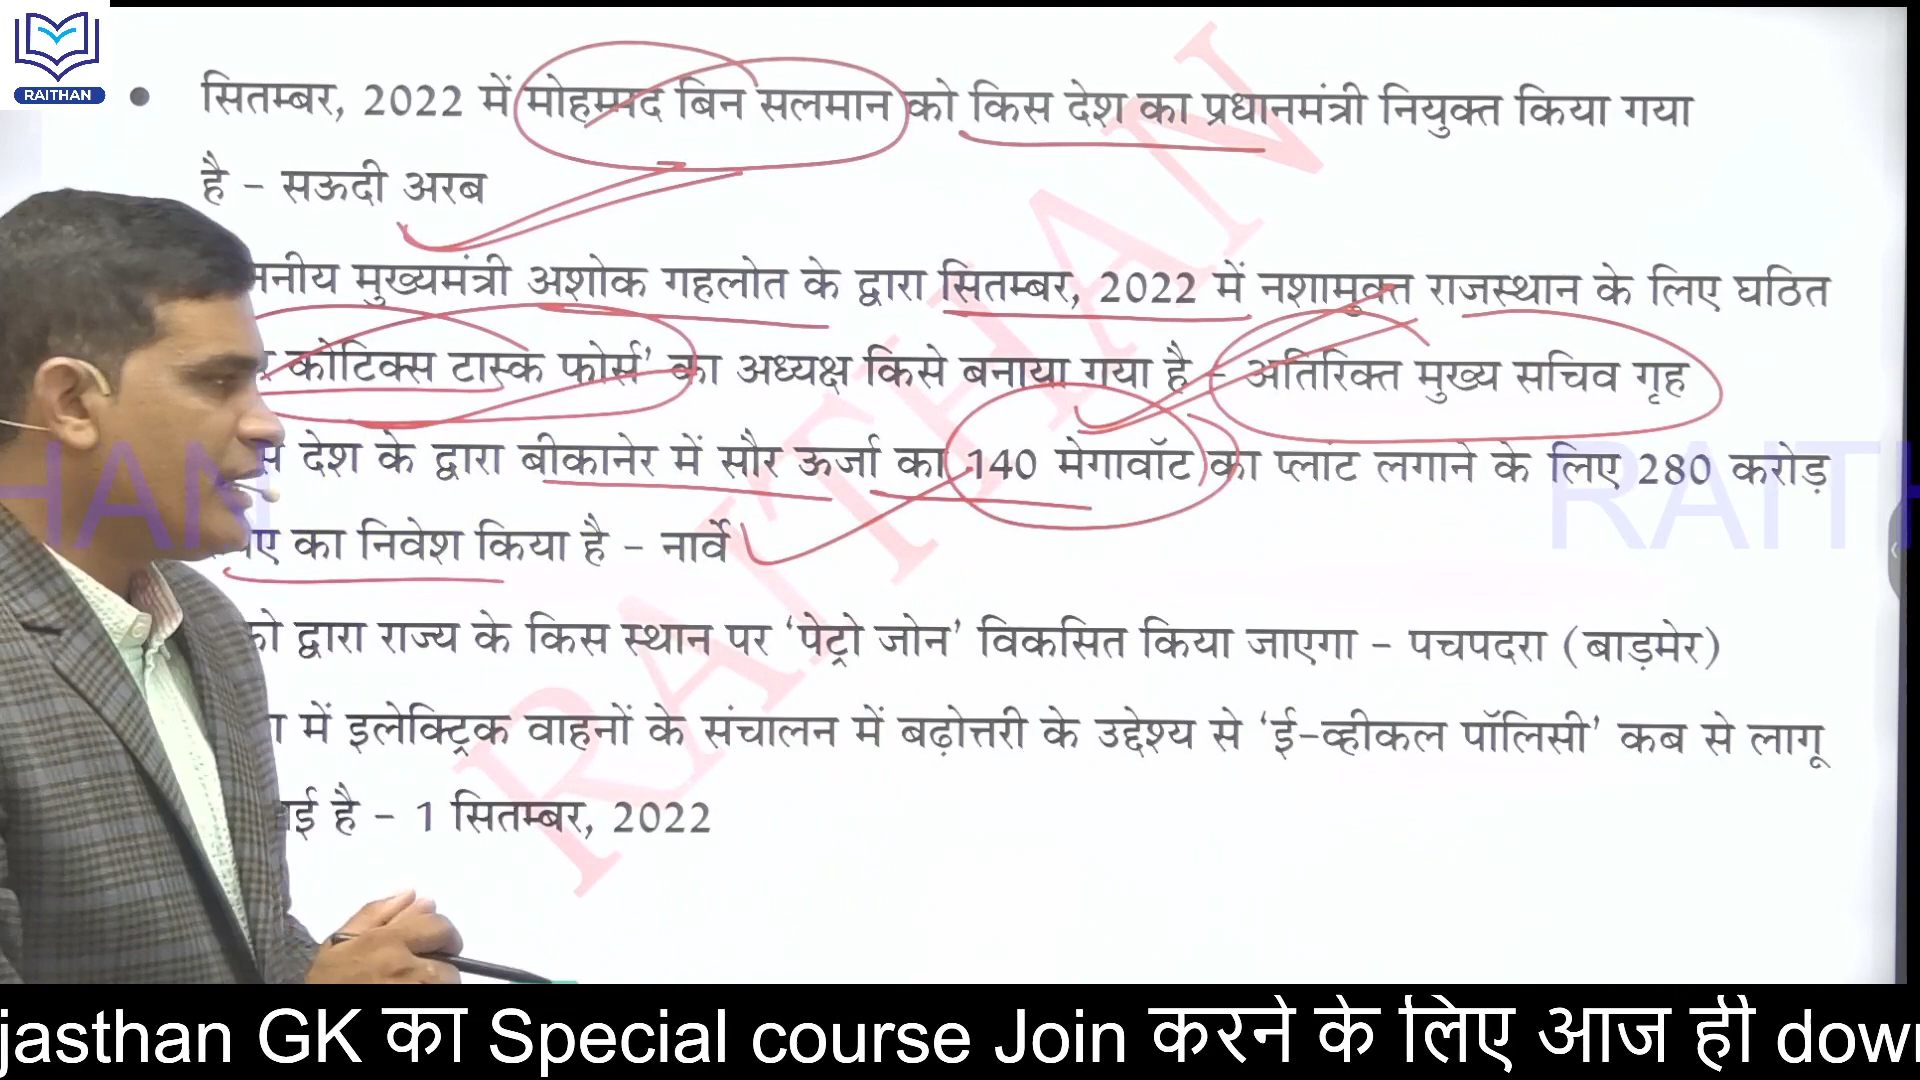 RAITHAN
सितम्बर, 2022 में मोहम्मद बिन सलमान को किस देश का प्रधानमंत्री नियुक्त किया गया
है - सऊदी अरब
मुख्यमंत्री अशोक गहलोत के द्वारा सितम्बर, 2022 में नशामुक्त राजस्थान के लिए घठित
कोटिक्स टास्क फोर्स' का अध्यक्ष किसे बनाया गया है - अतिरिक्त मुख्य सचिव गृह
देश के द्वारा बीकानेर में सौर ऊर्जा का 140 मेगावॉट का प्लांट लगाने के लिए 280 करोड़
का निवेश किया है - नार्वे
द्वारा राज्य के किस स्थान पर 'पेट्रो जोन' विकसित किया जाएगा - पचपदरा (बाड़मेर)
में इलेक्ट्रिक वाहनों के संचालन में बढ़ोत्तरी के उद्देश्य से 'ई-व्हीकल पॉलिसी' कब से लागू
है - 1 सितम्बर, 2022
RAITHAN
jasthan GK का Special course Join करने के लिए आज ही down